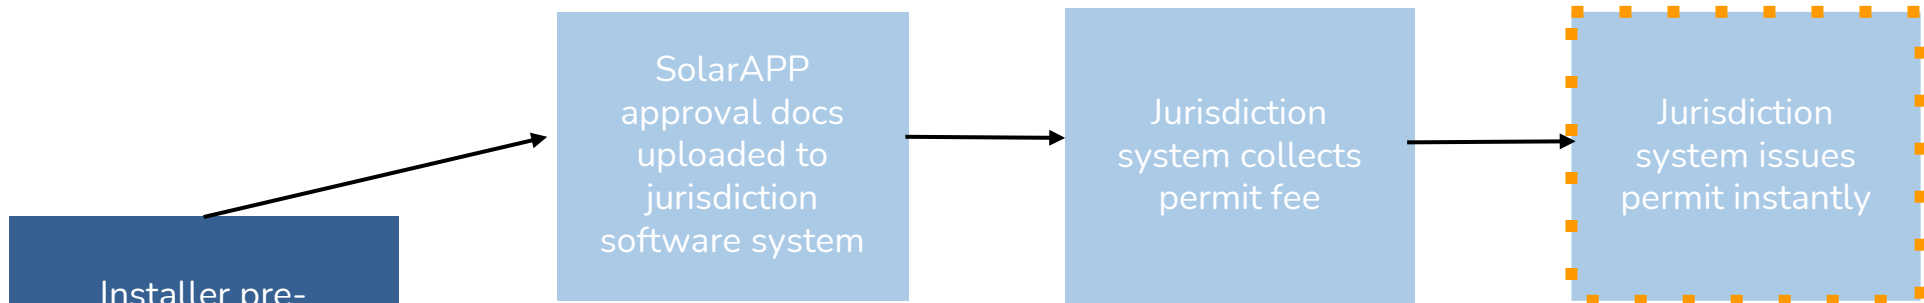 SolarAPP
approval docs
uploaded to
jurisdiction
software system
Jurisdiction
system collects
permit fee
Jurisdiction
system issues
permit instantly
Installer pre-